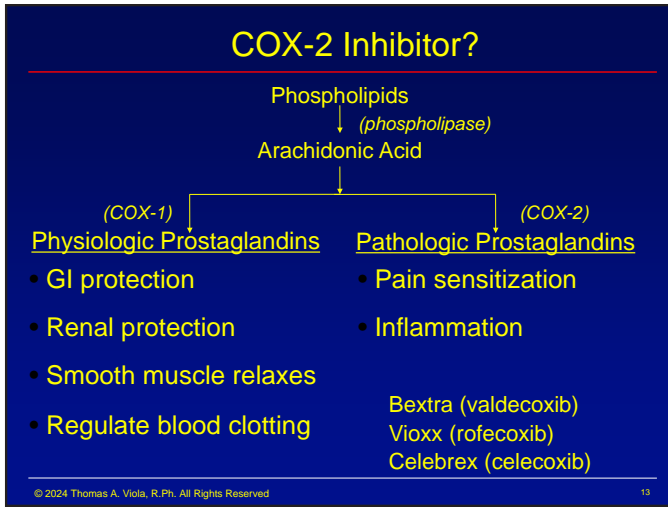 COX-2 Inhibitor?
Phospholipids
(phospholipase)
Arachidonic Acid
(COX-1)
(COX-2)
Physiologic Prostaglandins
Pathologic Prostaglandins
• GI protection
• Pain sensitization
• Renal protection
• Inflammation
• Smooth muscle relaxes
• Regulate blood clotting
Bextra (valdecoxib)
Vioxx (rofecoxib)
Celebrex (celecoxib)
© 2024 Thomas A. Viola, R.Ph. All Rights Reserved
13